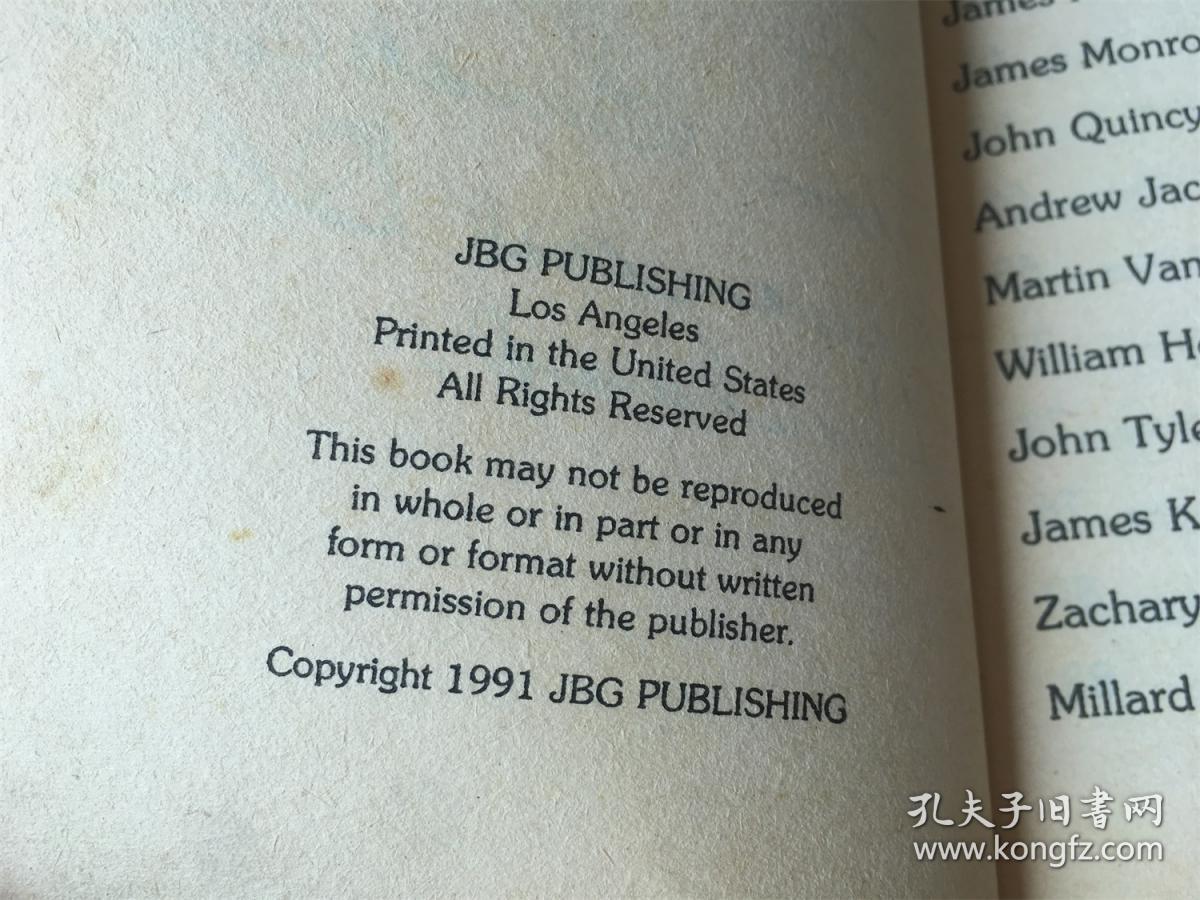 JBG PUBLISHING
Los Angeles
Printed in the United States
All Rights Reserved
This book may not be reproduced
in whole or in part or in any
form or format without written
permission of the publisher.
Copyright 1991 JBG PUBLISHING
James
James Monro
John Quincy
Andrew Jac
Martin Van
William H
John Tyle
James K
Zachary
Millard
孔夫子旧書网
www.kongfz.com